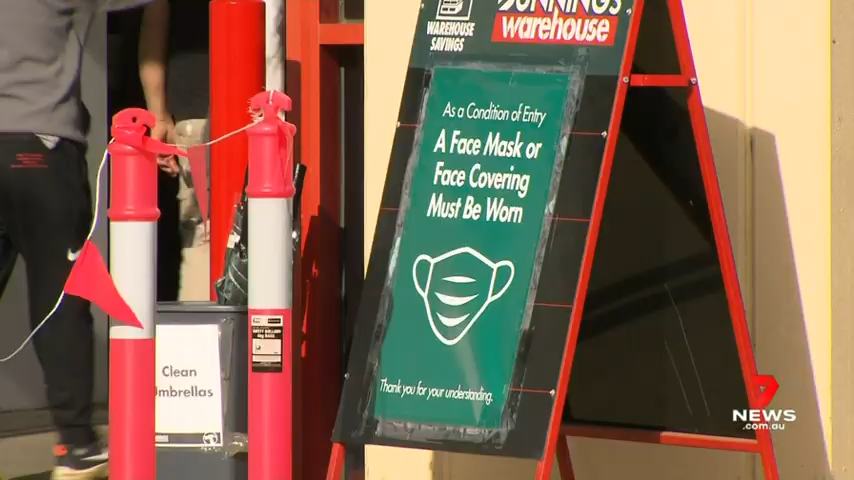 WAREHOUSE
SAVINGS
BUNNINGS
warehouse
As a Condition of Entry
A Face Mask or
Face Covering
Must Be Worn
Thank you for your understanding.
Clean
Umbrellas
7
NEWS
.com.au